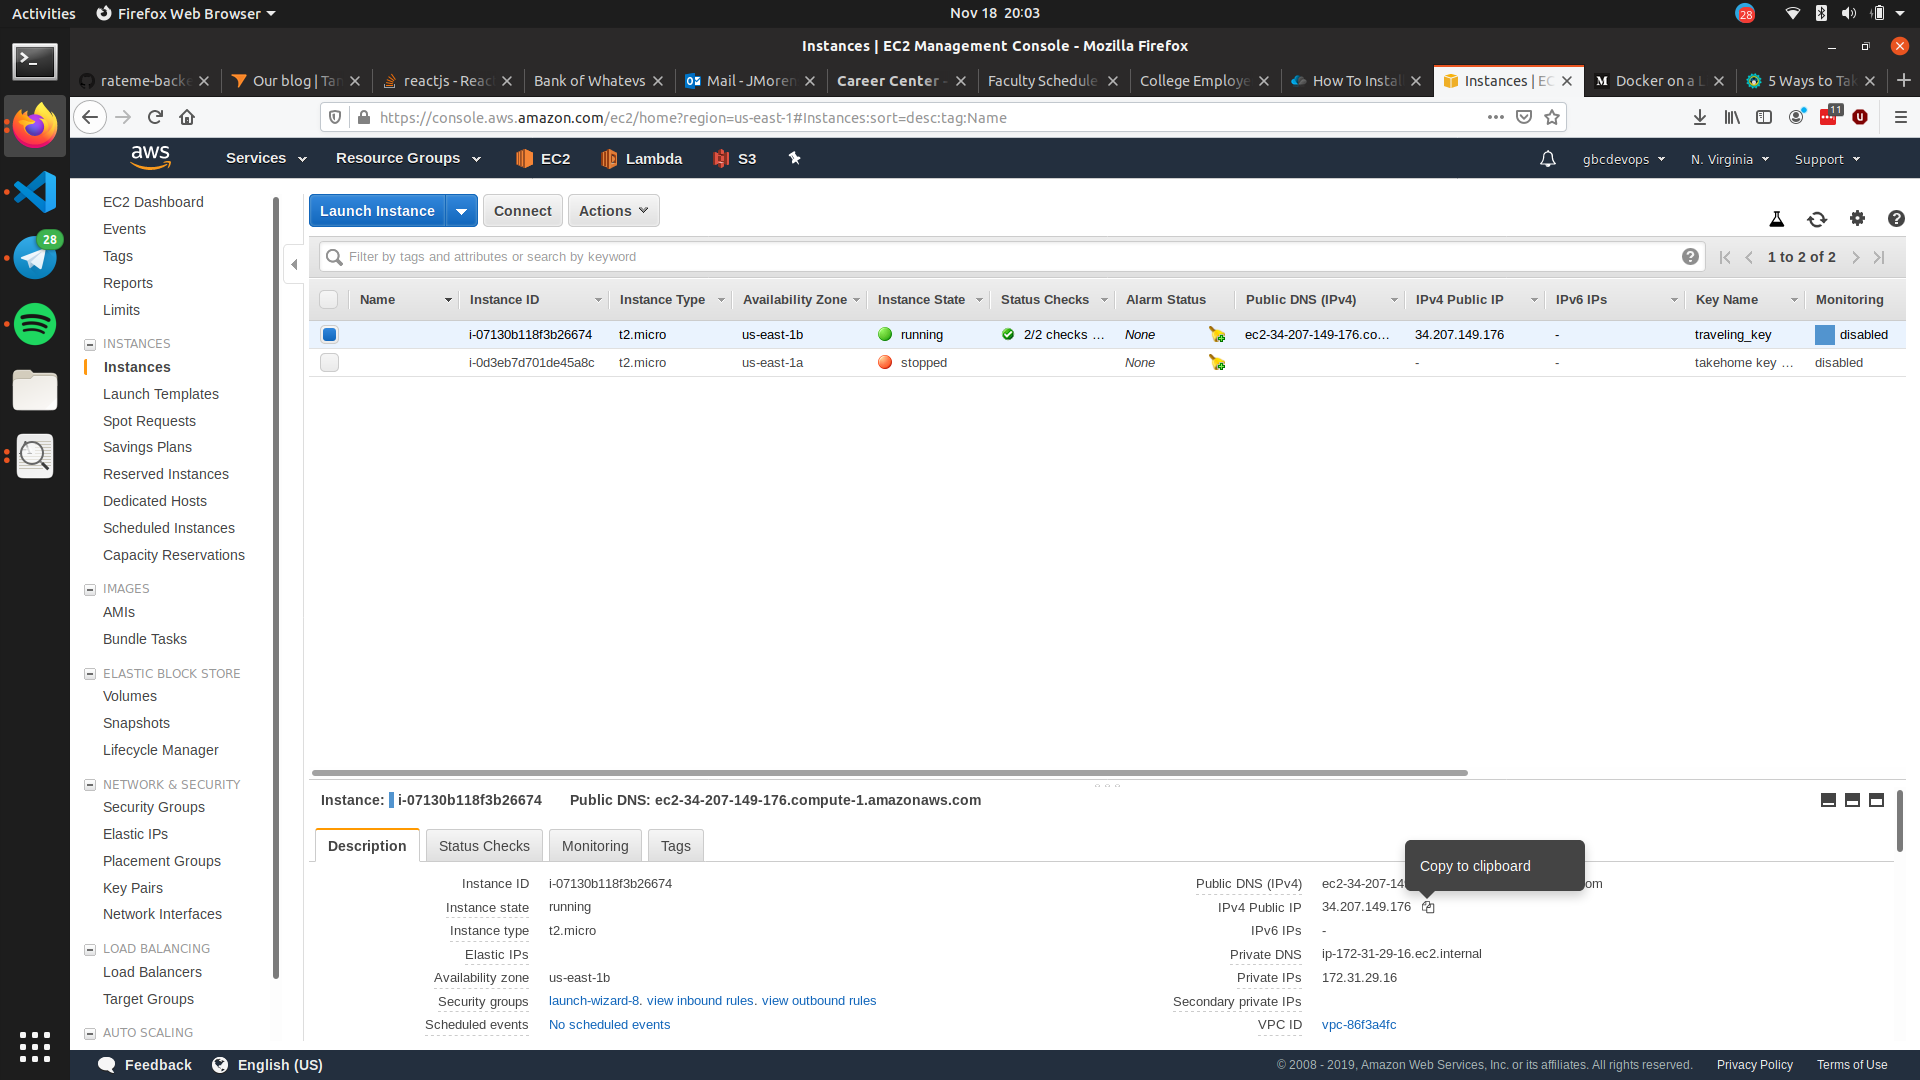 Activities Firefox Web Browser Nov 18 20:03 28
Instances | EC2 Management Console - Mozilla Firefox
rateme-backe Our blog | Tan reactjs - Reac Bank of Whatevs Mail - JMoren Career Center - Faculty Schedule College Employe How To Instal Instances | EC Docker on a L 5 Ways to Tak
https://console.aws.amazon.com/ec2/home?region=us-east-1#Instances:sort=desc:tag:Name 11
aws Services Resource Groups EC2 Lambda S3 gbcdevops N. Virginia Support
28
EC2 Dashboard
Events
Tags
Reports
Limits
INSTANCES
Instances
Launch Templates
Spot Requests
Savings Plans
Reserved Instances
Dedicated Hosts
Scheduled Instances
Capacity Reservations
IMAGES
AMIs
Bundle Tasks
ELASTIC BLOCK STORE
Volumes
Snapshots
Lifecycle Manager
NETWORK & SECURITY
Security Groups
Elastic IPs
Placement Groups
Key Pairs
Network Interfaces
LOAD BALANCING
Load Balancers
Target Groups
AUTO SCALING
Launch Instance Connect Actions
Filter by tags and attributes or search by keyword 1 to 2 of 2
Name Instance ID Instance Type Availability Zone Instance State Status Checks Alarm Status Public DNS (IPv4) IPv4 Public IP IPv6 IPs Key Name Monitoring
i-07130b118f3b26674 t2.micro us-east-1b running 2/2 checks ... None ec2-34-207-149-176.co... 34.207.149.176 - traveling_key disabled
i-0d3eb7d701de45a8c t2.micro us-east-1a stopped None - - takehome key ... disabled
Instance: i-07130b118f3b26674 Public DNS: ec2-34-207-149-176.compute-1.amazonaws.com
Description Status Checks Monitoring Tags
Copy to clipboard
Instance ID i-07130b118f3b26674 Public DNS (IPv4) ec2-34-207-14 om
Instance state running IPv4 Public IP 34.207.149.176
Instance type t2.micro IPv6 IPs -
Elastic IPs Private DNS ip-172-31-29-16.ec2.internal
Availability zone us-east-1b Private IPs 172.31.29.16
Security groups launch-wizard-8. view inbound rules. view outbound rules Secondary private IPs
Scheduled events No scheduled events VPC ID vpc-86f3a4fc
Feedback English (US) © 2008 - 2019, Amazon Web Services, Inc. or its affiliates. All rights reserved. Privacy Policy Terms of Use